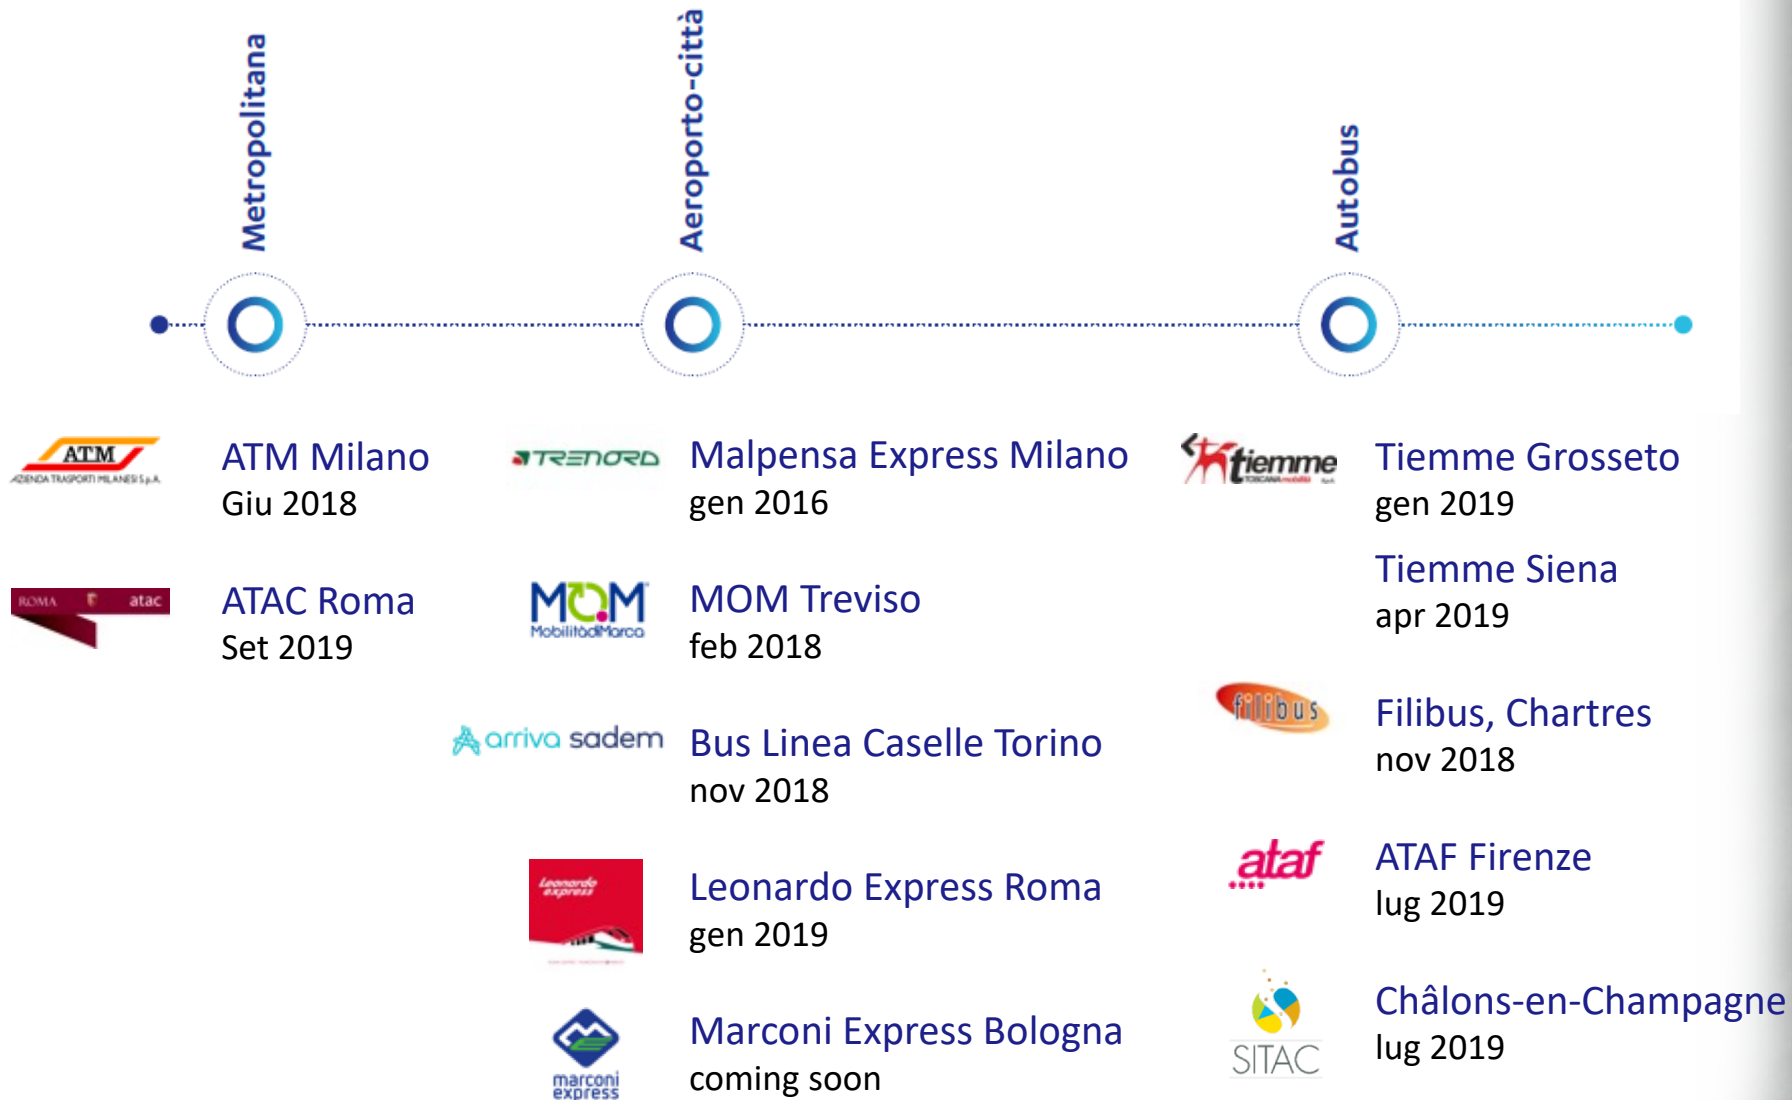 Metropolitana
Aeroporto-città
Autobus
ATM
AZIENDA TRASPORTI MILANESI S.p.A.
ATM Milano
Giu 2018
ROMA atac
ATAC Roma
Set 2019
TRENORD
Malpensa Express Milano
gen 2016
MOM
MobilitàdiMarca
MOM Treviso
feb 2018
arriva sadem
Bus Linea Caselle Torino
nov 2018
Leonardo
express
Leonardo Express Roma
gen 2019
marconi
express
Marconi Express Bologna
coming soon
tiemme
TOSCANA mobilità
Tiemme Grosseto
gen 2019
Tiemme Siena
apr 2019
filibus
Filibus, Chartres
nov 2018
ataf
ATAF Firenze
lug 2019
SITAC
Châlons-en-Champagne
lug 2019